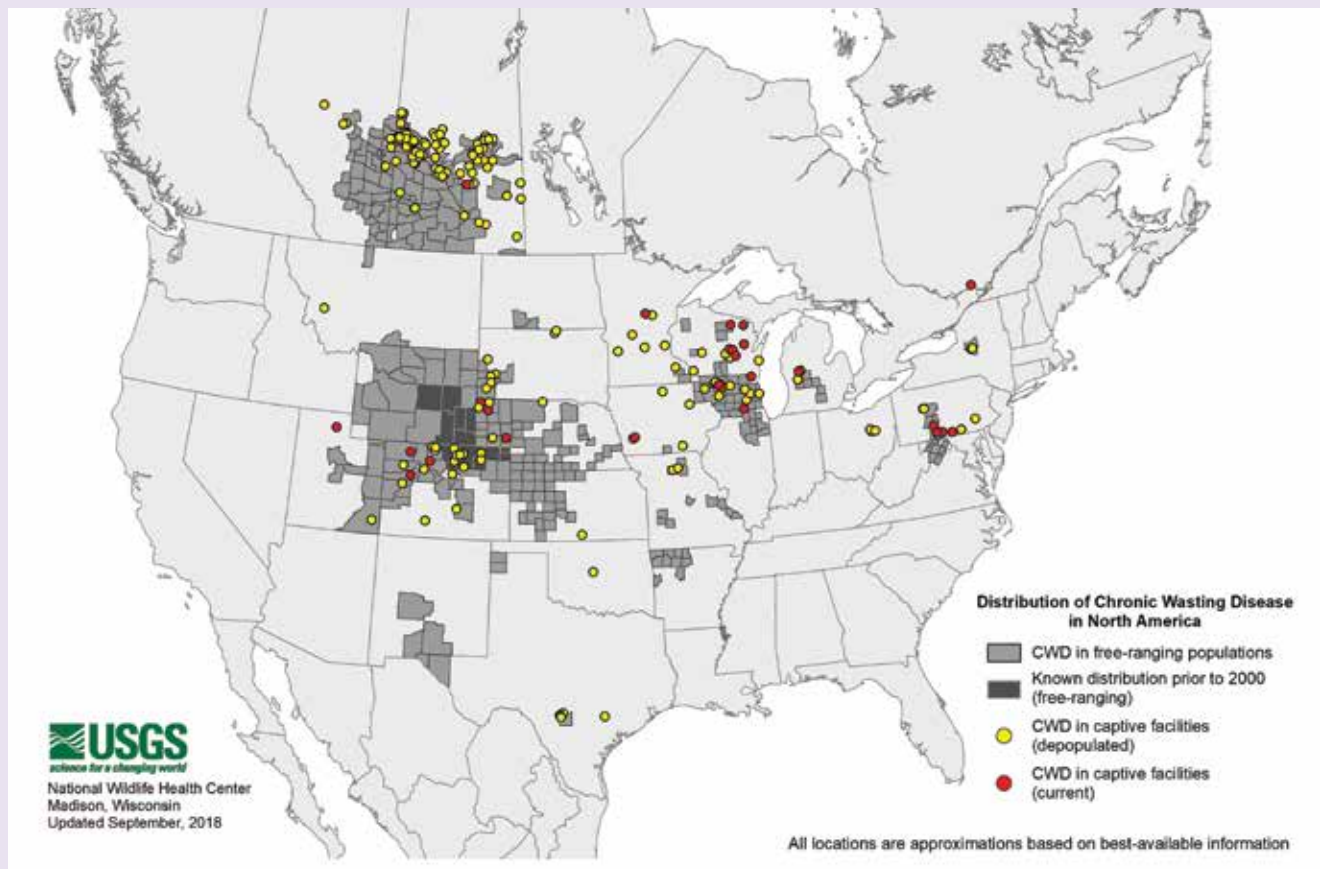 Distribution of Chronic Wasting Disease
in North America
CWD in free-ranging populations
Known distribution prior to 2000
(free-ranging)
CWD in captive facilities
(depopulated)
CWD in captive facilities
(current)
USGS
science for a changing world
National Wildlife Health Center
Madison, Wisconsin
Updated September, 2018
All locations are approximations based on best-available information